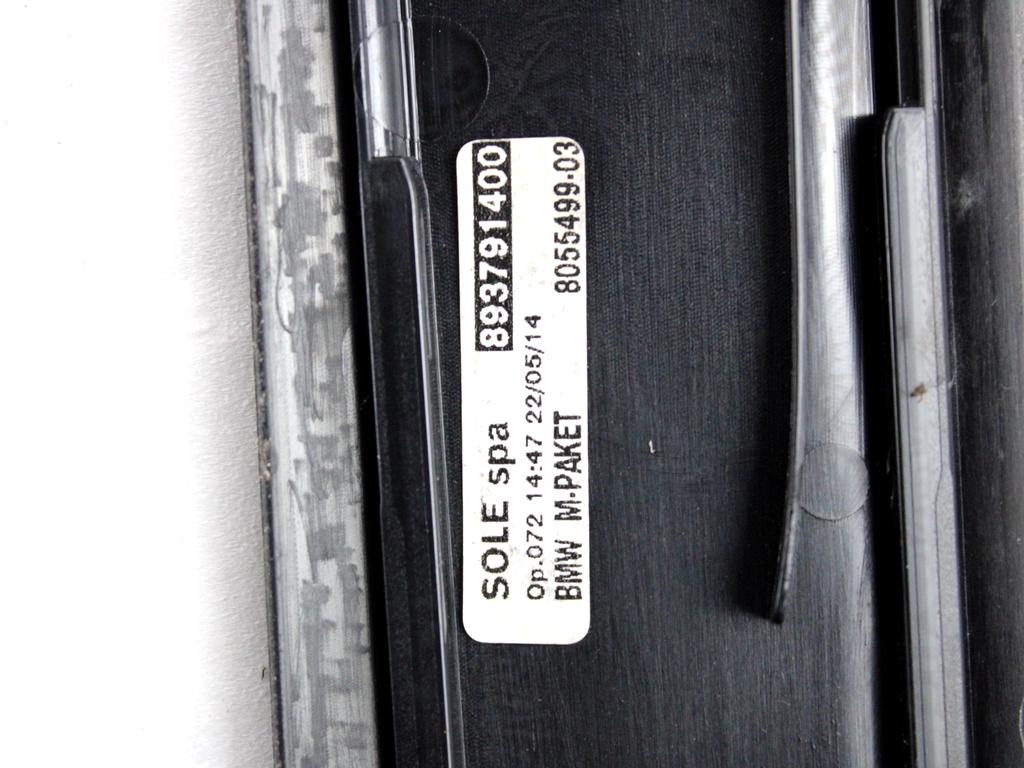 SOLE spa 893791400
Op.072 14:47 22/05/14
BMW M-PAKET 8055499-03